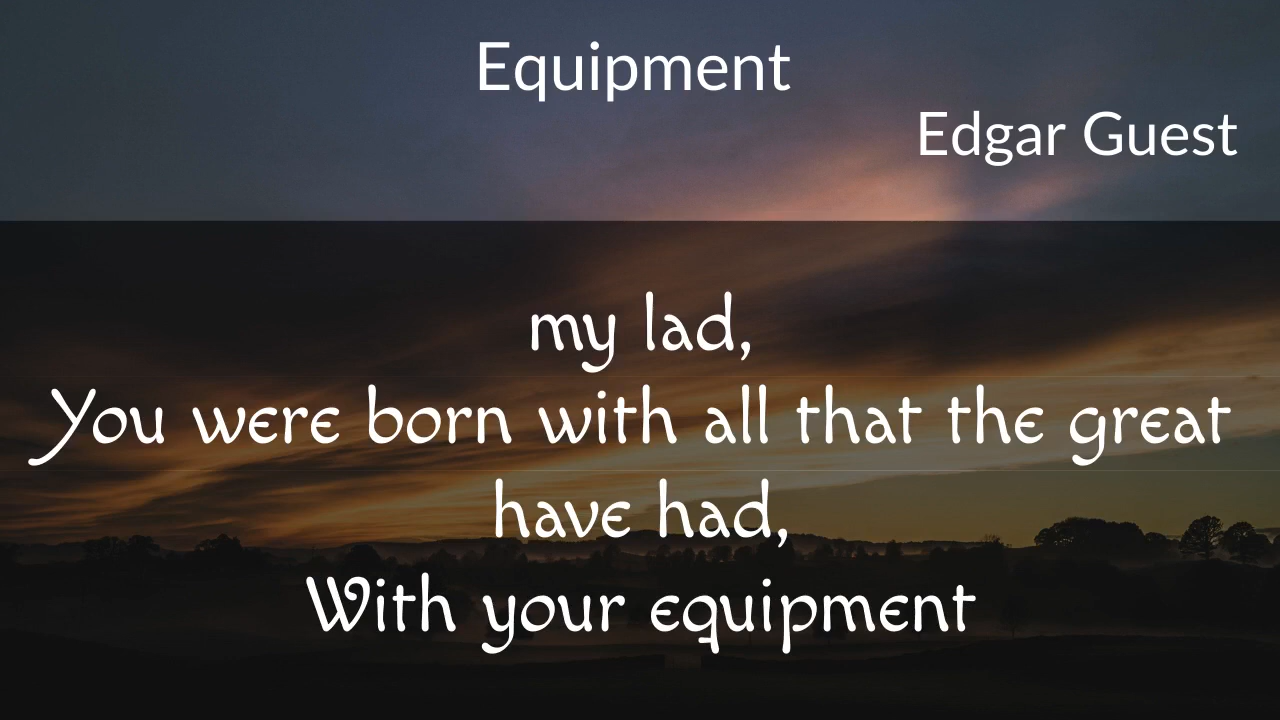 Equipment
Edgar Guest
my lad,
You were born with all that the great
have had,
With your equipment